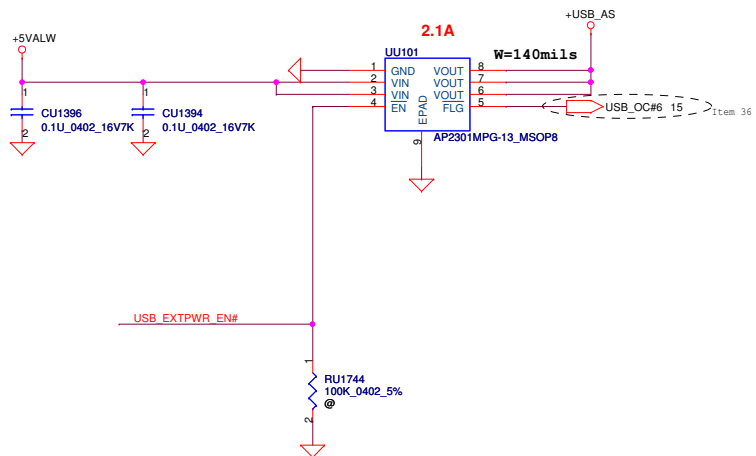 +USB_AS
+5VALW
2.1A
UU101
W=140mils
1 GND VOUT 8
2 VIN VOUT 7
3 VIN VOUT 6
4 EN FLG 5
EPAD
9
AP2301MPG-13_MSOP8
USB_OC#6 15
Item 36
1
CU1396
0.1U_0402_16V7K
2
1
CU1394
0.1U_0402_16V7K
2
USB_EXTPWR_EN#
1
RU1744
100K_0402_5%
@
2